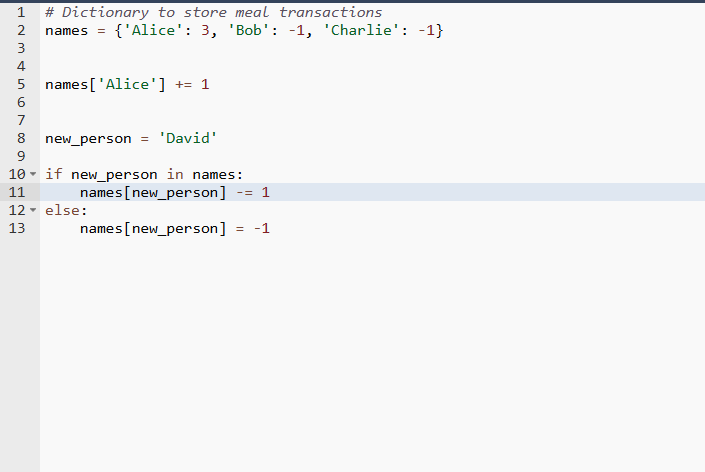 1 # Dictionary to store meal transactions
2 names = {'Alice': 3, 'Bob': -1, 'Charlie': -1}
3
4
5 names['Alice'] += 1
6
7
8 new_person = 'David'
9
10 if new_person in names:
11     names[new_person] -= 1
12 else:
13     names[new_person] = -1